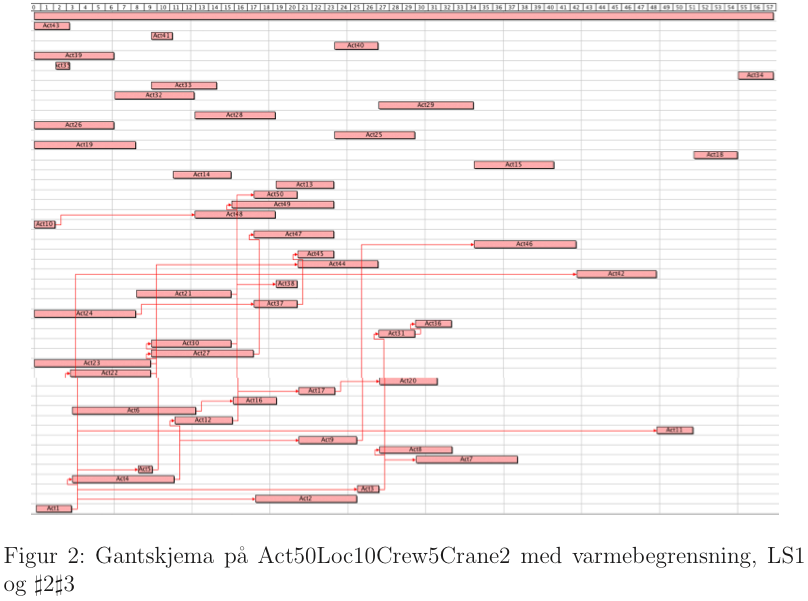 0 1 2 3 4 5 6 7 8 9 10 11 12 13 14 15 16 17 18 19 20 21 22 23 24 25 26 27 28 29 30 31 32 33 34 35 36 37 38 39 40 41 42 43 44 45 46 47 48 49 50 51 52 53 54 55 56 57
Act43
Act41
Act40
Act39
Act34
Act33
Act32
Act29
Act28
Act26
Act25
Act19
Act18
Act15
Act14
Act13
Act50
Act49
Act48
Act10
Act47
Act46
Act45
Act44
Act42
Act38
Act21
Act37
Act24
Act36
Act31
Act30
Act27
Act23
Act22
Act20
Act17
Act16
Act6
Act12
Act11
Act9
Act8
Act7
Act5
Act4
Act3
Act2
Act1
Figur 2: Gantskjema på Act50Loc10Crew5Crane2 med varmebegrensning, LS1
og ♯2♯3